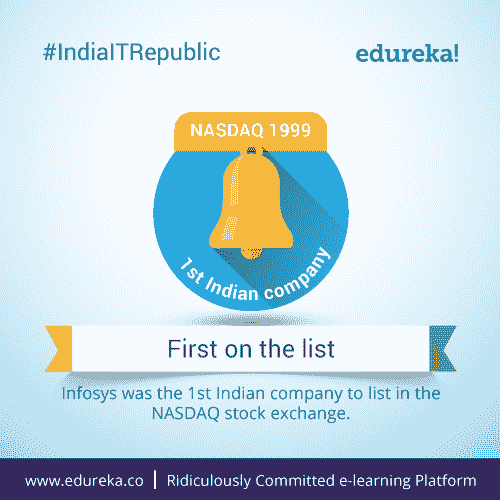 #IndiaITRepublic
edureka!
NASDAQ 1999
1st Indian company
First on the list
Infosys was the 1st Indian company to list in the
NASDAQ stock exchange.
www.edureka.co | Ridiculously Committed e-learning Platform